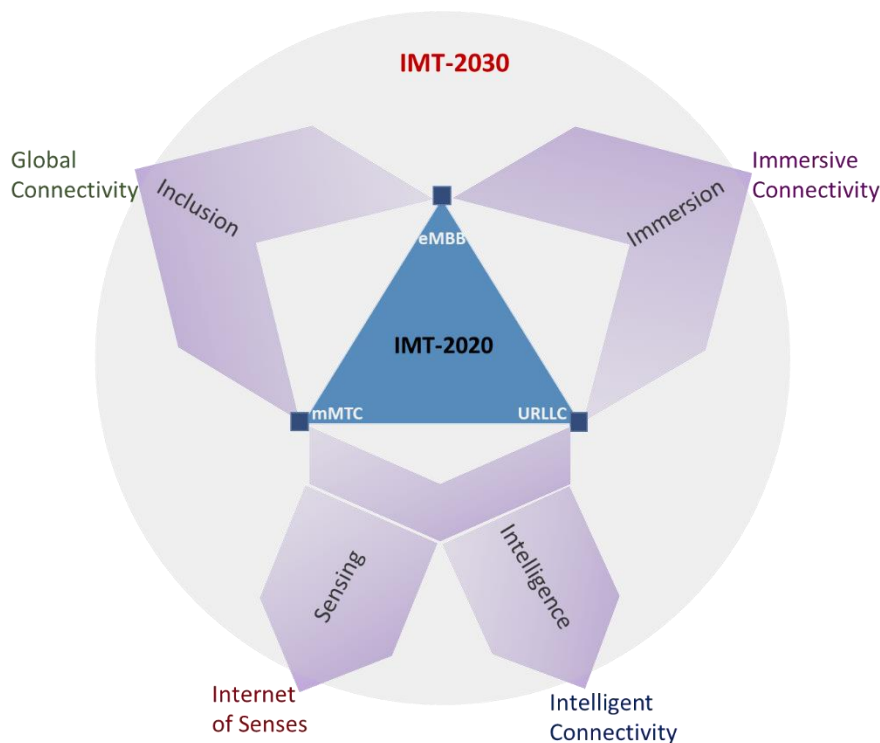 IMT-2030
Global
Connectivity
Inclusion
Immersive
Connectivity
Immersion
eMBB
IMT-2020
mMTC
URLLC
Sensing
Intelligence
Internet
of Senses
Intelligent
Connectivity